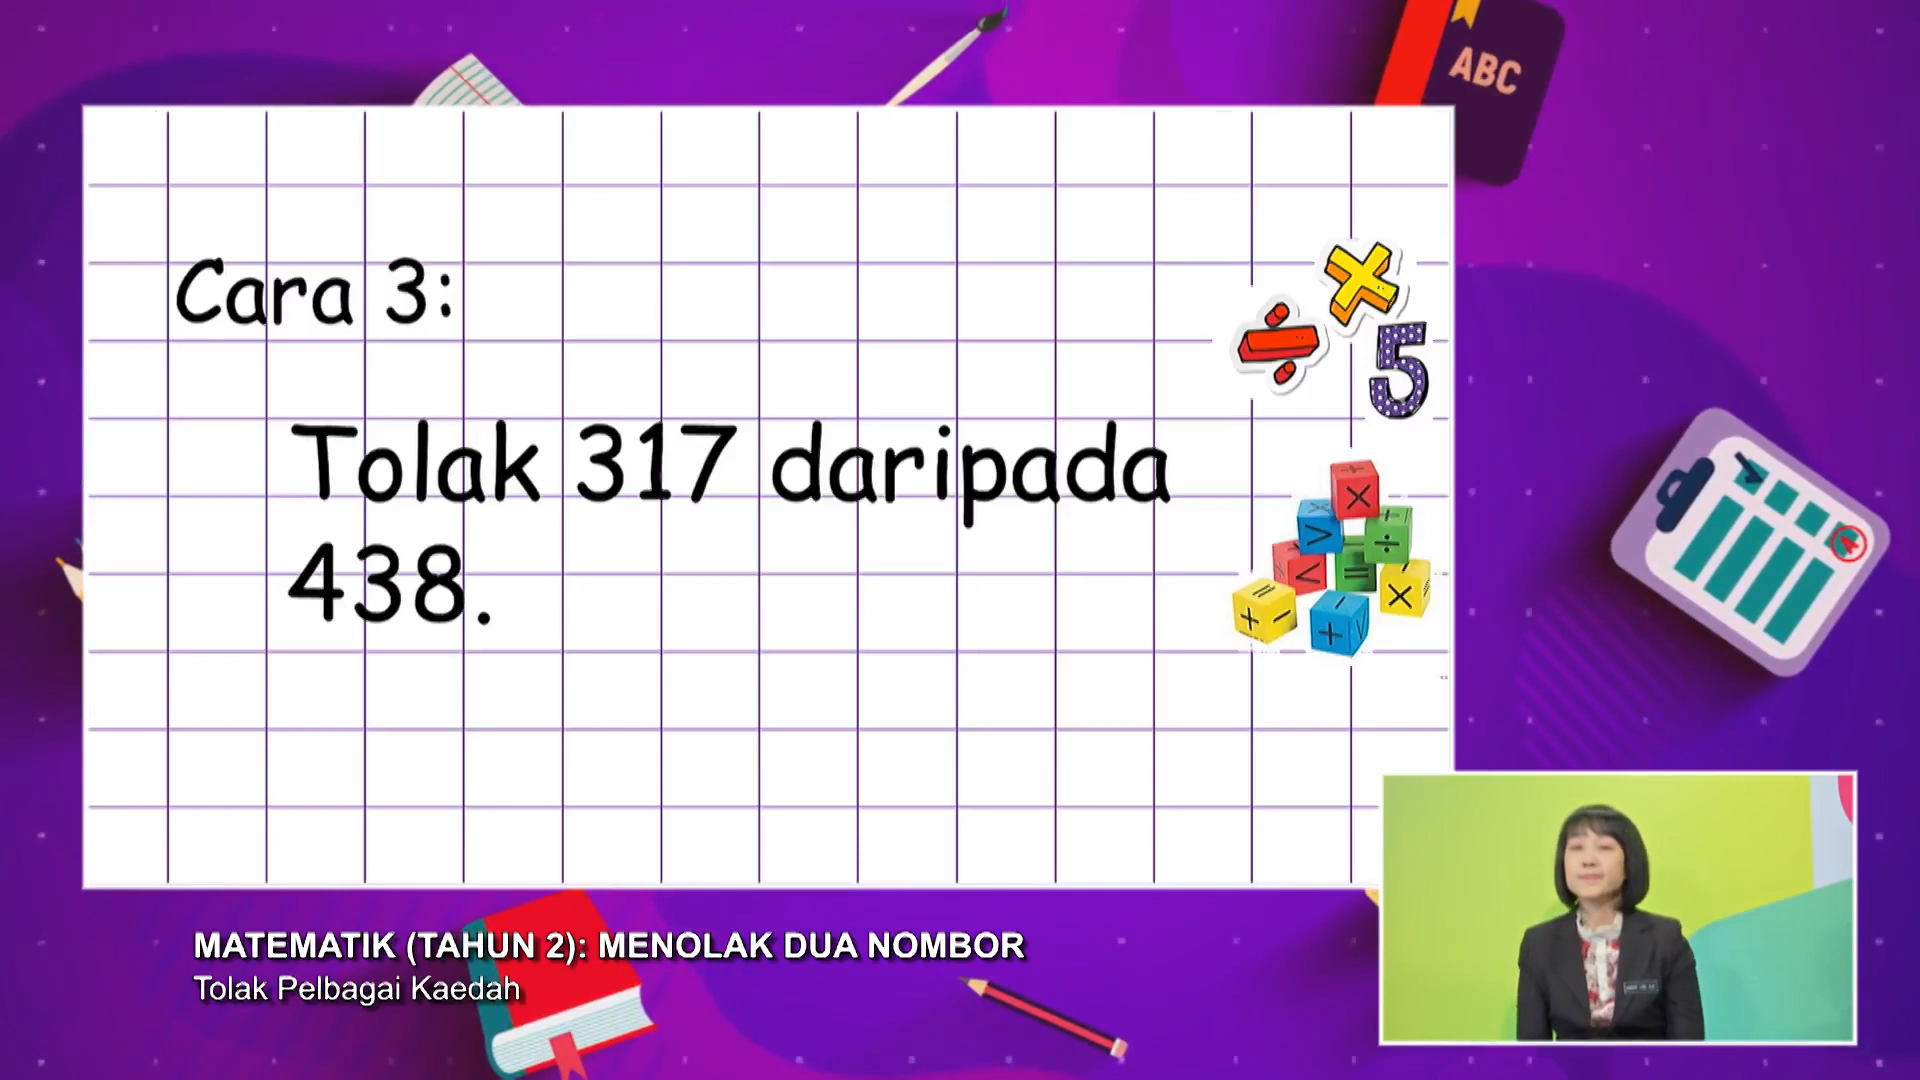 ABC
Cara 3:
Tolak 317 daripada
438.
5
MATEMATIK (TAHUN 2): MENOLAK DUA NOMBOR
Tolak Pelbagai Kaedah